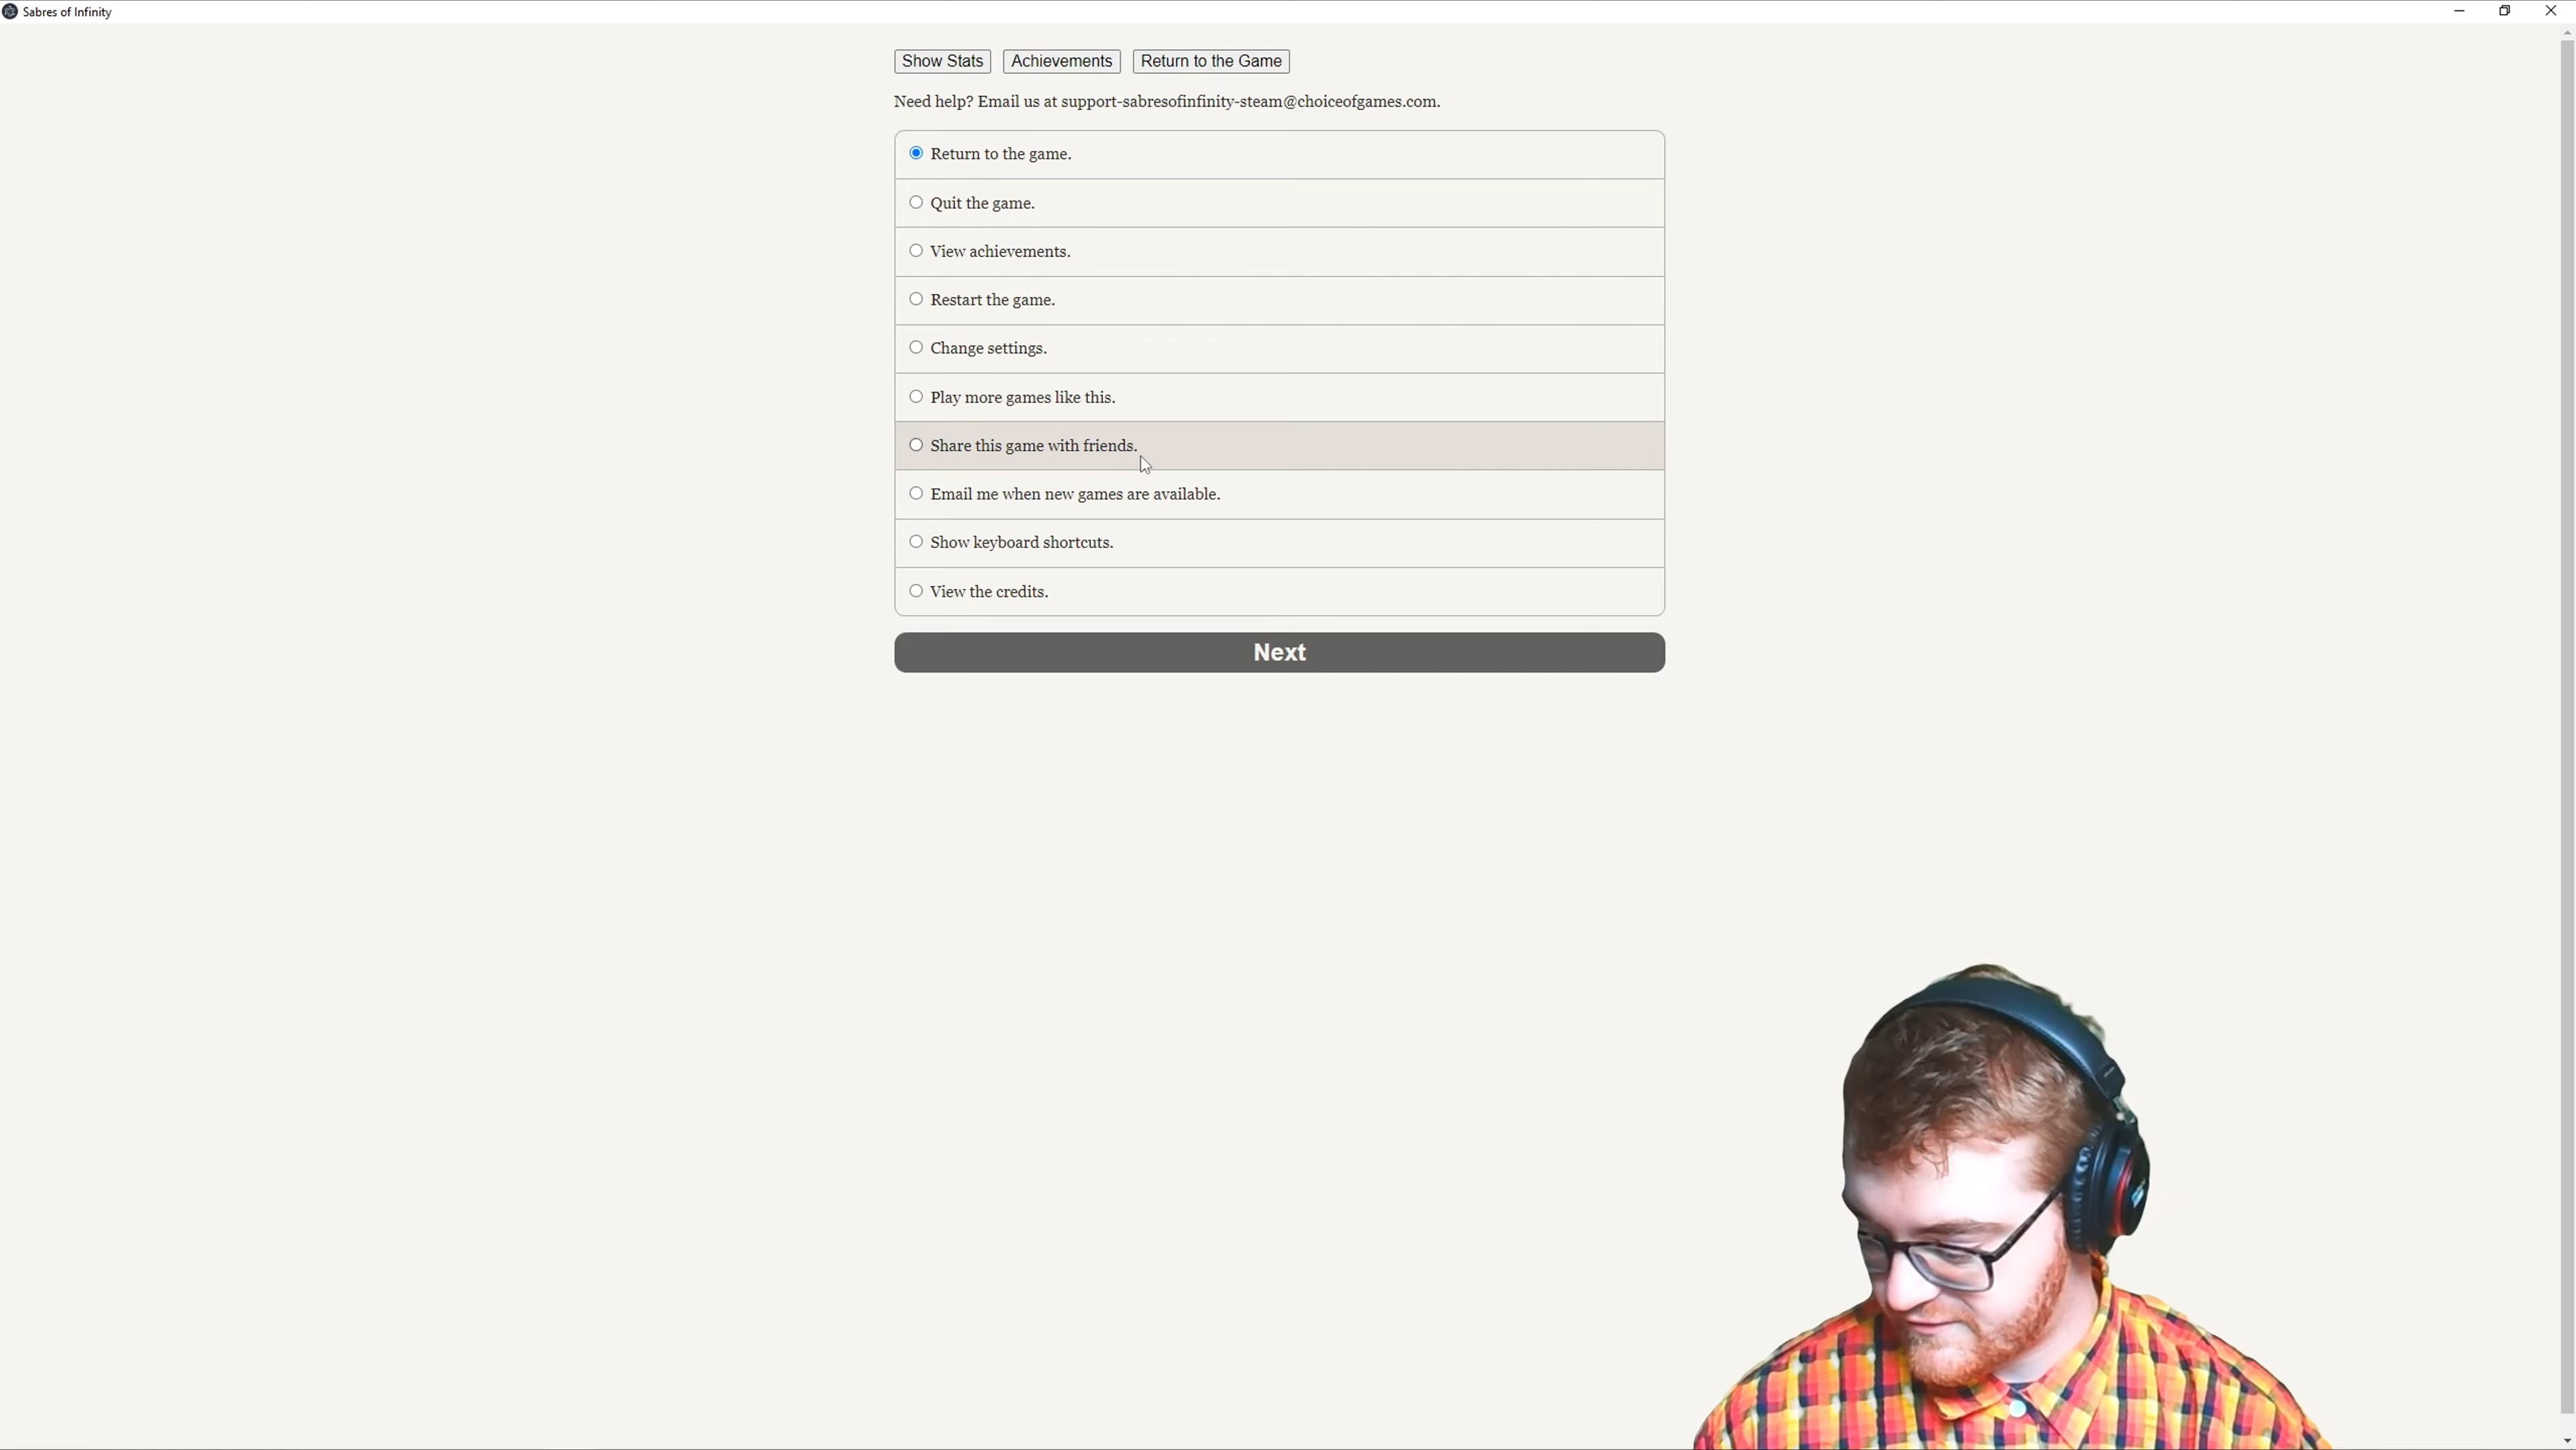 Sabres of Infinity
Show Stats Achievements Return to the Game
Need help? Email us at support-sabresofinfinity-steam@choiceofgames.com.
Return to the game.
Quit the game.
View achievements.
Restart the game.
Change settings.
Play more games like this.
Share this game with friends.
Email me when new games are available.
Show keyboard shortcuts.
View the credits.
Next